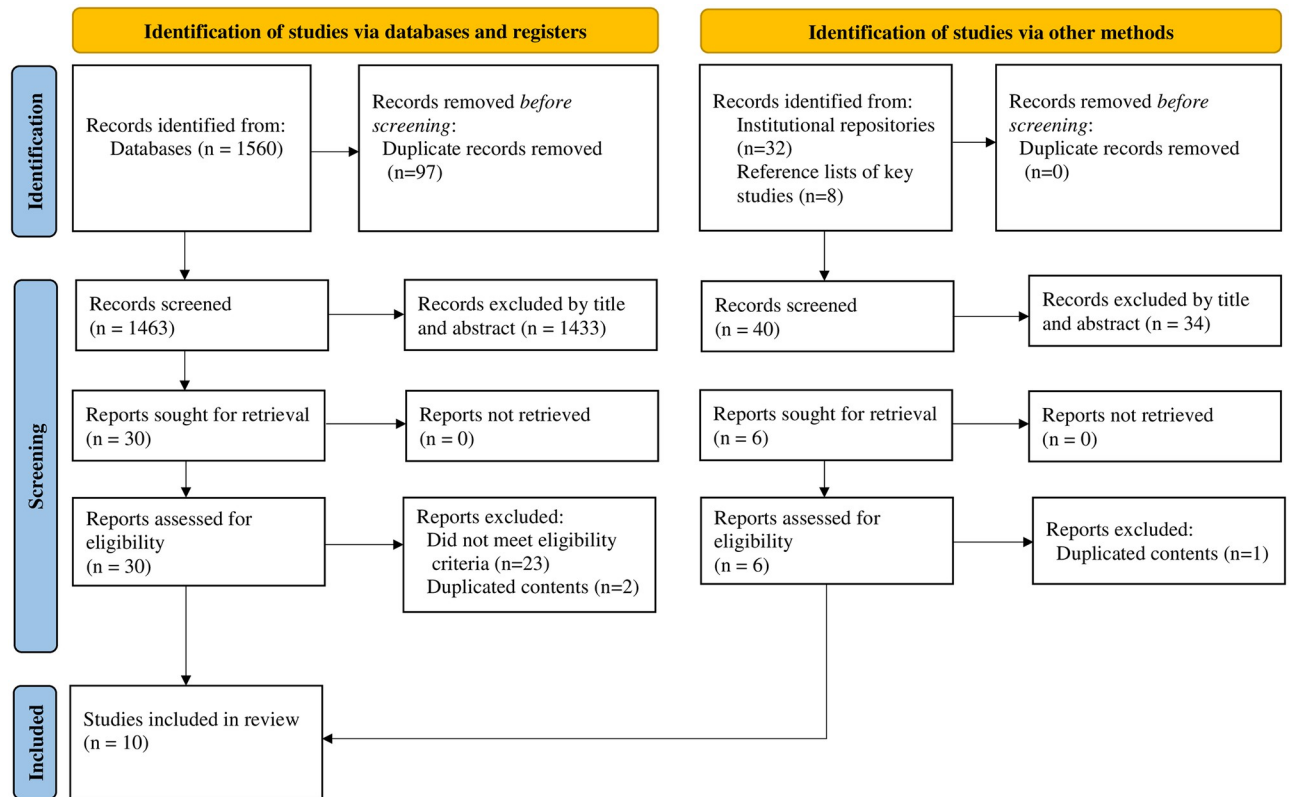 Identification of studies via databases and registers
Identification of studies via other methods
Identification
Records identified from:
Databases (n = 1560)
Records removed before
screening:
Duplicate records removed
(n=97)
Records identified from:
Institutional repositories
(n=32)
Reference lists of key
studies (n=8)
Records removed before
screening:
Duplicate records removed
(n=0)
Screening
Records screened
(n = 1463)
Records excluded by title
and abstract (n = 1433)
Records screened
(n = 40)
Records excluded by title
and abstract (n = 34)
Reports sought for retrieval
(n = 30)
Reports not retrieved
(n = 0)
Reports sought for retrieval
(n = 6)
Reports not retrieved
(n = 0)
Reports assessed for
eligibility
(n = 30)
Reports excluded:
Did not meet eligibility
criteria (n=23)
Duplicated contents (n=2)
Reports assessed for
eligibility
(n = 6)
Reports excluded:
Duplicated contents (n=1)
Included
Studies included in review
(n = 10)